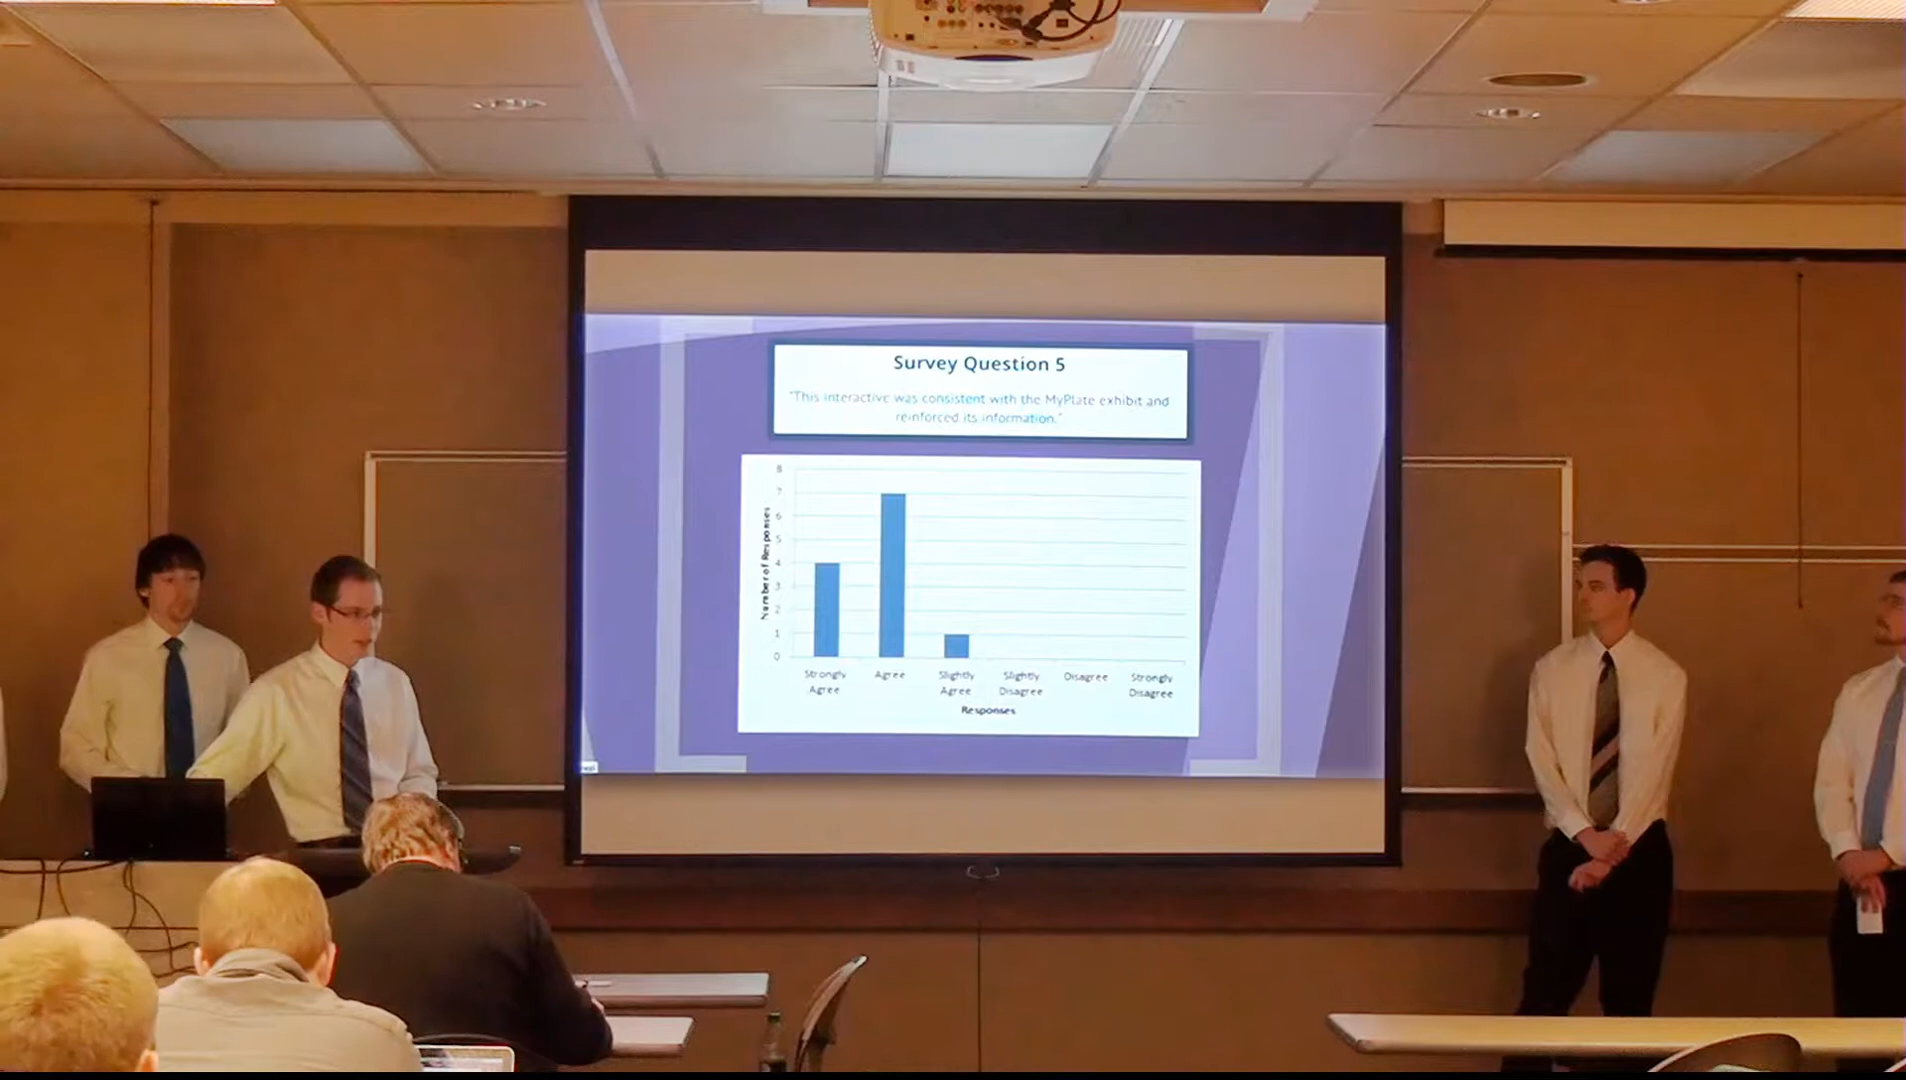 Survey Question 5
"This interactive was consistent with the MyPlate exhibit and
reinforced its information."
Number of Responses
8
7
6
5
4
3
2
1
0
Strongly Agree
Agree
Slightly Agree
Slightly Disagree
Disagree
Strongly Disagree
Responses